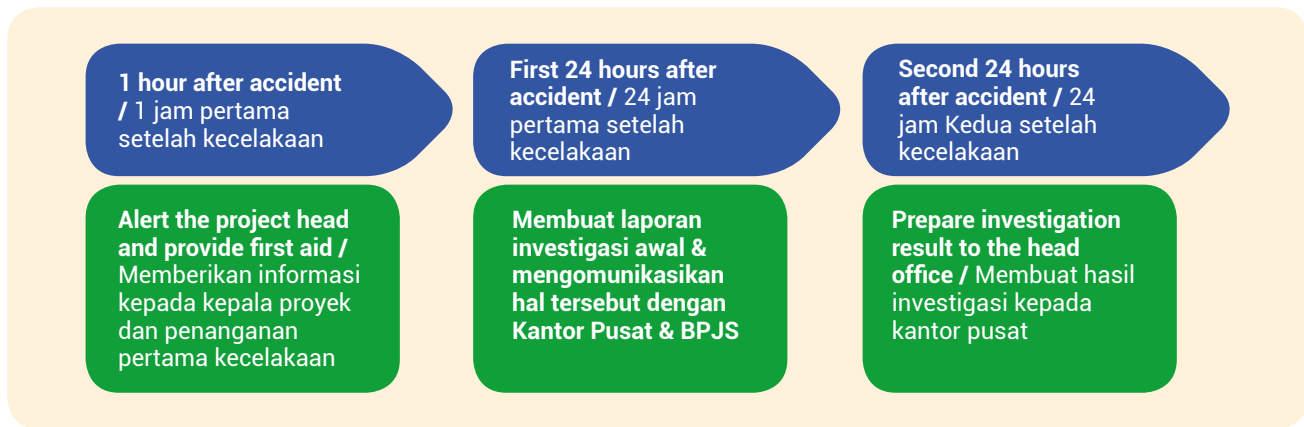 1 hour after accident
/ 1 jam pertama
setelah kecelakaan
First 24 hours after
accident / 24 jam
pertama setelah
kecelakaan
Second 24 hours
after accident / 24
jam Kedua setelah
kecelakaan
Alert the project head
and provide first aid /
Memberikan informasi
kepada kepala proyek
dan penanganan
pertama kecelakaan
Membuat laporan
investigasi awal &
mengomunikasikan
hal tersebut dengan
Kantor Pusat & BPJS
Prepare investigation
result to the head
office / Membuat hasil
investigasi kepada
kantor pusat